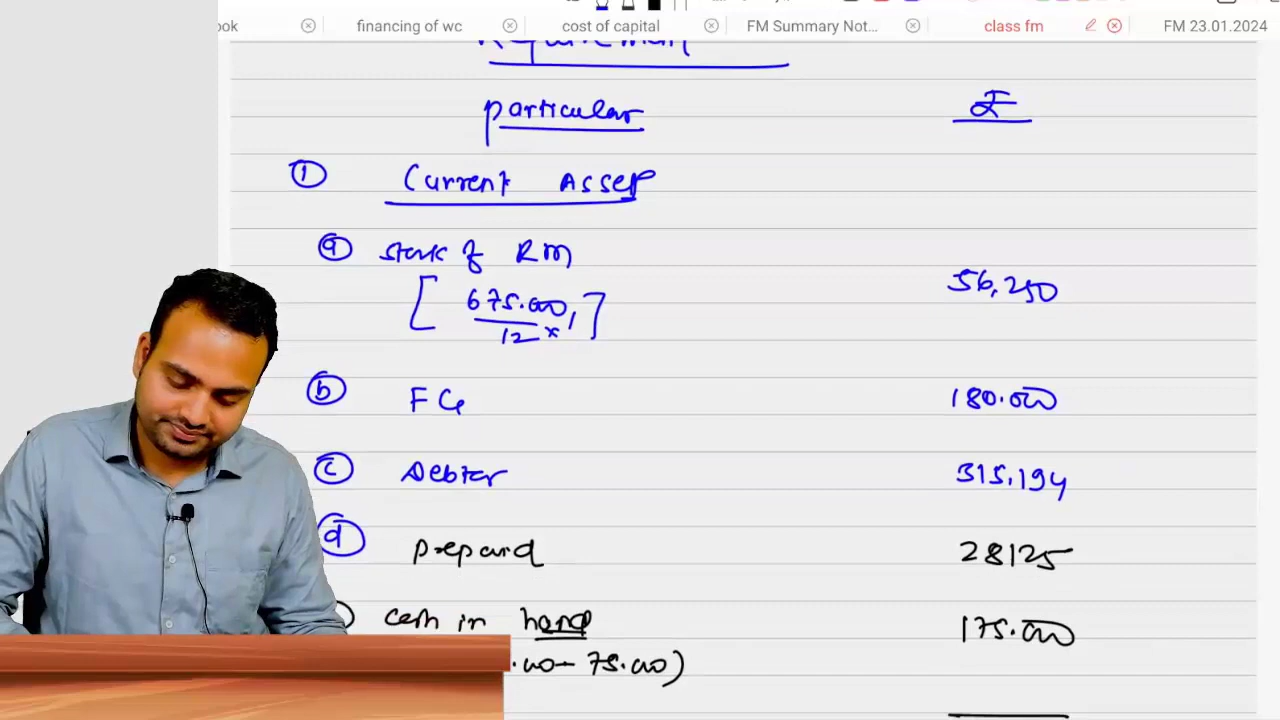 ook financing of wc cost of capital FM Summary Not... class fm FM 23.01.2024
particular ₹
① Current Asset
ⓐ stock of RM
[ 675.000/12 × 1 ] 56,250
ⓑ FG 180.000
ⓒ Debtor 315,194
ⓓ prepaid 28125
cash in hand 175.000
.000 - 75.000)